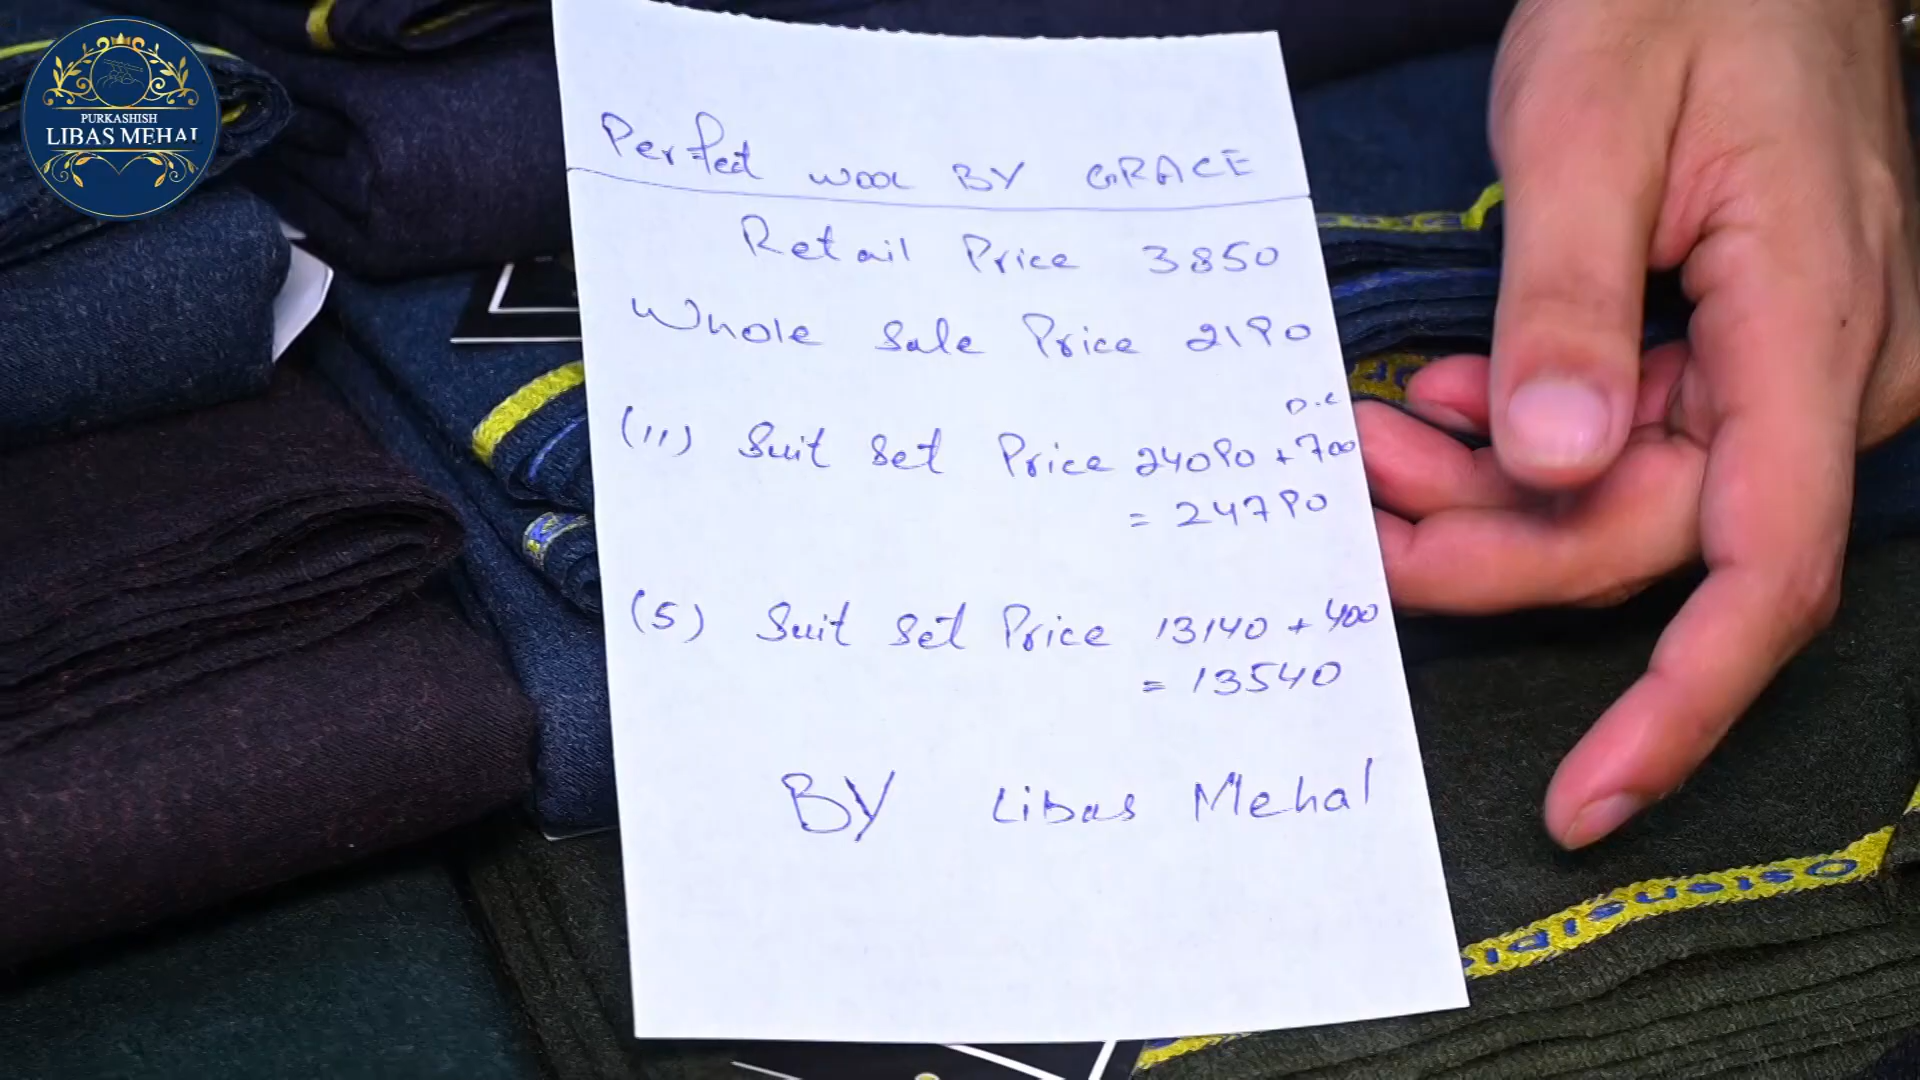 PURKASHISH
LIBAS MEHAL
Perfect wool BY GRACE
Retail Price 3850
Whole Sale Price 2190
D.C
(11) Suit Set Price 24090 + 700
= 24790
(5) Suit Set Price 13140 + 400
= 13540
BY Libas Mehal